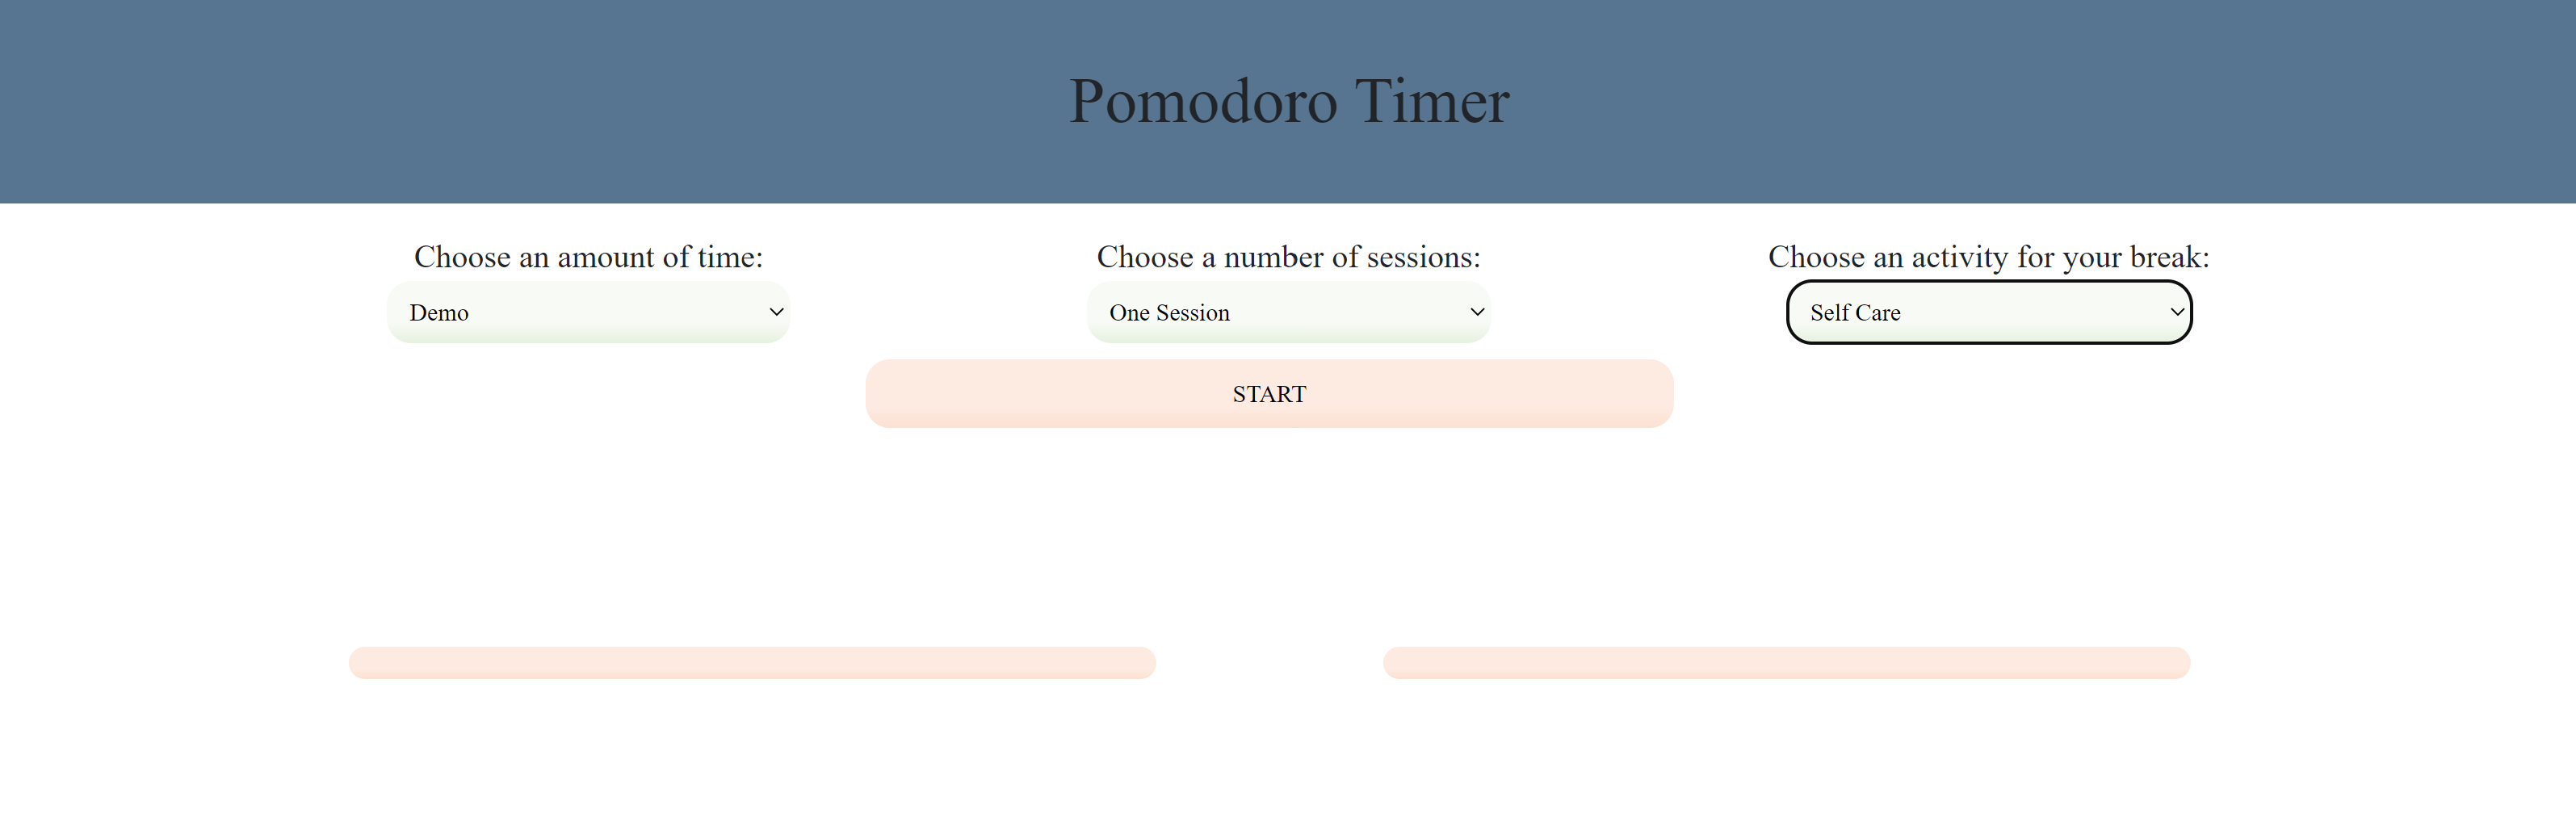 Pomodoro Timer
Choose an amount of time:
Choose a number of sessions:
Choose an activity for your break:
Demo
One Session
Self Care
START